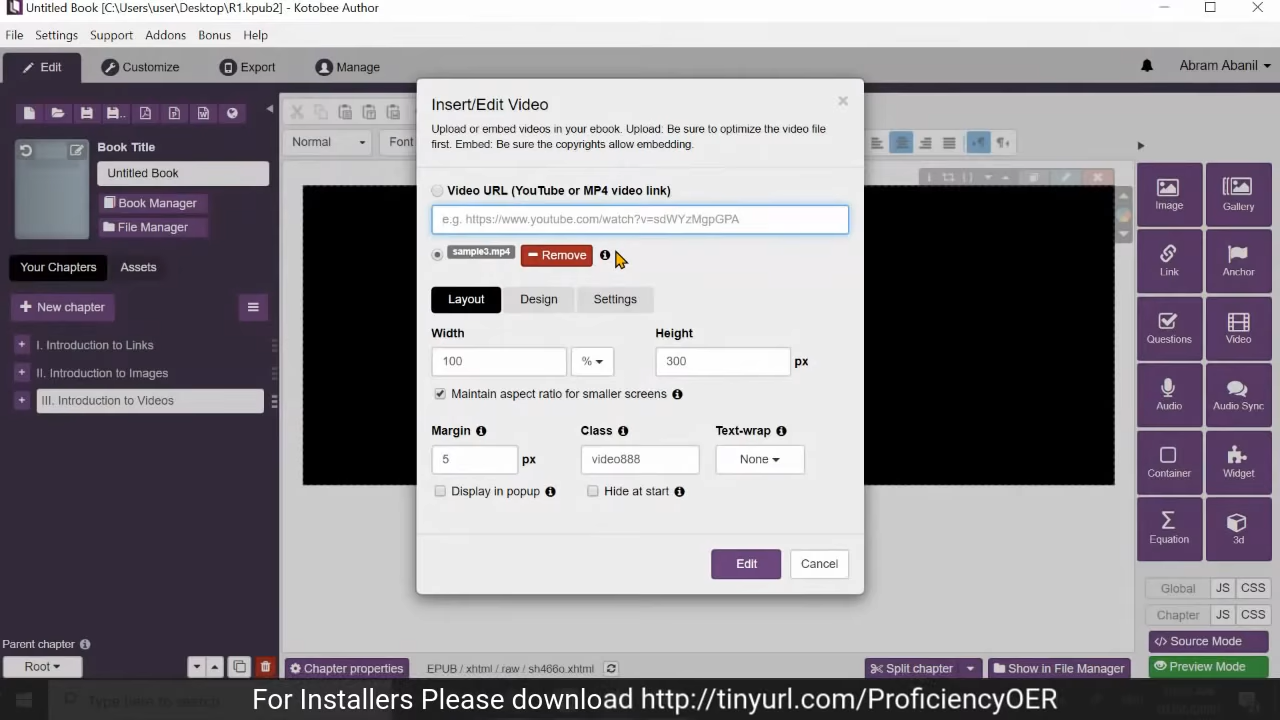 Untitled Book [C:\Users\user\Desktop\R1.kpub2] - Kotobee Author
File Settings Support Addons Bonus Help
Edit Customize Export Manage
Abram Abanil
Book Title
Untitled Book
Book Manager
File Manager
Your Chapters Assets
New chapter
I. Introduction to Links
II. Introduction to Images
III. Introduction to Videos
Parent chapter
Root
Normal Font
Insert/Edit Video
Upload or embed videos in your ebook. Upload: Be sure to optimize the video file
first. Embed: Be sure the copyrights allow embedding.
Video URL (YouTube or MP4 video link)
e.g. https://www.youtube.com/watch?v=sdWYzMgpGPA
sample3.mp4 Remove
Layout Design Settings
Width Height
100 % 300 px
Maintain aspect ratio for smaller screens
Margin Class Text-wrap
5 px video888 None
Display in popup Hide at start
Edit Cancel
Image Gallery
Link Anchor
Questions Video
Audio Audio Sync
Container Widget
Equation 3d
Global JS CSS
Chapter JS CSS
Source Mode
Preview Mode
Chapter properties EPUB / xhtml / raw / sh466o.xhtml Split chapter Show in File Manager
Type here to search
For Installers Please download http://tinyurl.com/ProficiencyOER